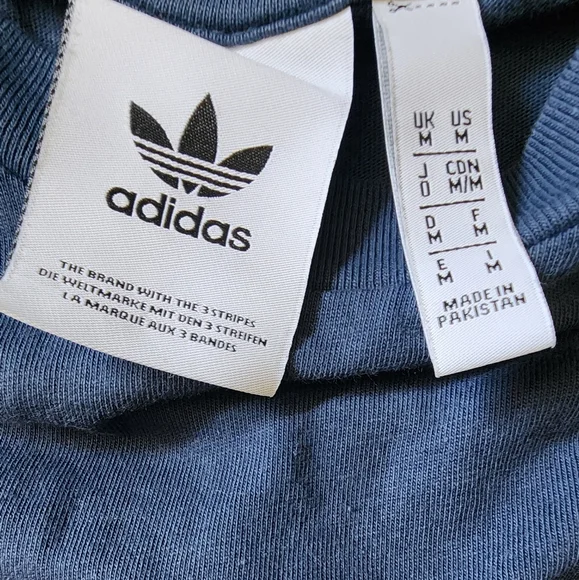 adidas
THE BRAND WITH THE 3 STRIPES
DIE WELTMARKE MIT DEN 3 STREIFEN
LA MARQUE AUX 3 BANDES
UK US
M M
J CDN
O M/M
D F
M M
E I
M M
MADE IN
PAKISTAN